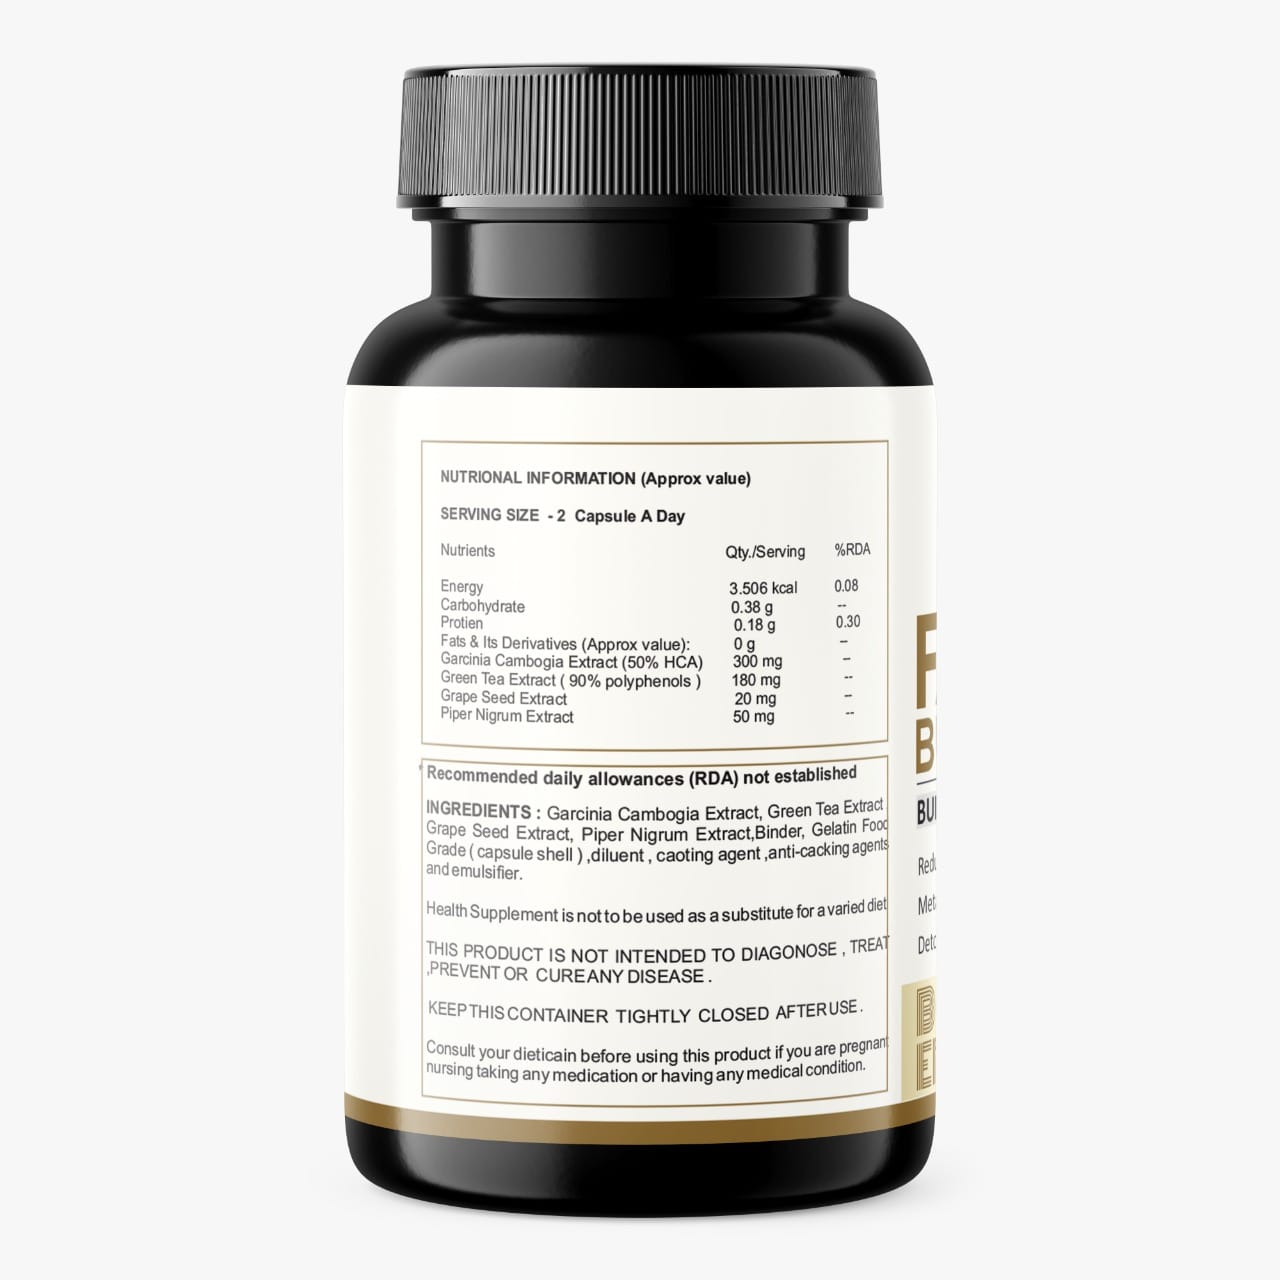 NUTRIONAL INFORMATION (Approx value)
SERVING SIZE - 2 Capsule A Day
Nutrients Qty./Serving %RDA
Energy 3.506 kcal 0.08
Carbohydrate 0.38 g --
Protien 0.18 g 0.30
Fats & Its Derivatives (Approx value): 0 g --
Garcinia Cambogia Extract (50% HCA) 300 mg --
Green Tea Extract ( 90% polyphenols ) 180 mg --
Grape Seed Extract 20 mg --
Piper Nigrum Extract 50 mg --
* Recommended daily allowances (RDA) not established
INGREDIENTS : Garcinia Cambogia Extract, Green Tea Extract
Grape Seed Extract, Piper Nigrum Extract,Binder, Gelatin Food
Grade ( capsule shell ) ,diluent , caoting agent ,anti-cacking agents
and emulsifier.
Health Supplement is not to be used as a substitute for a varied diet
THIS PRODUCT IS NOT INTENDED TO DIAGONOSE , TREAT
,PREVENT OR CURE ANY DISEASE .
KEEP THIS CONTAINER TIGHTLY CLOSED AFTER USE .
Consult your dieticain before using this product if you are pregnant
nursing taking any medication or having any medical condition.